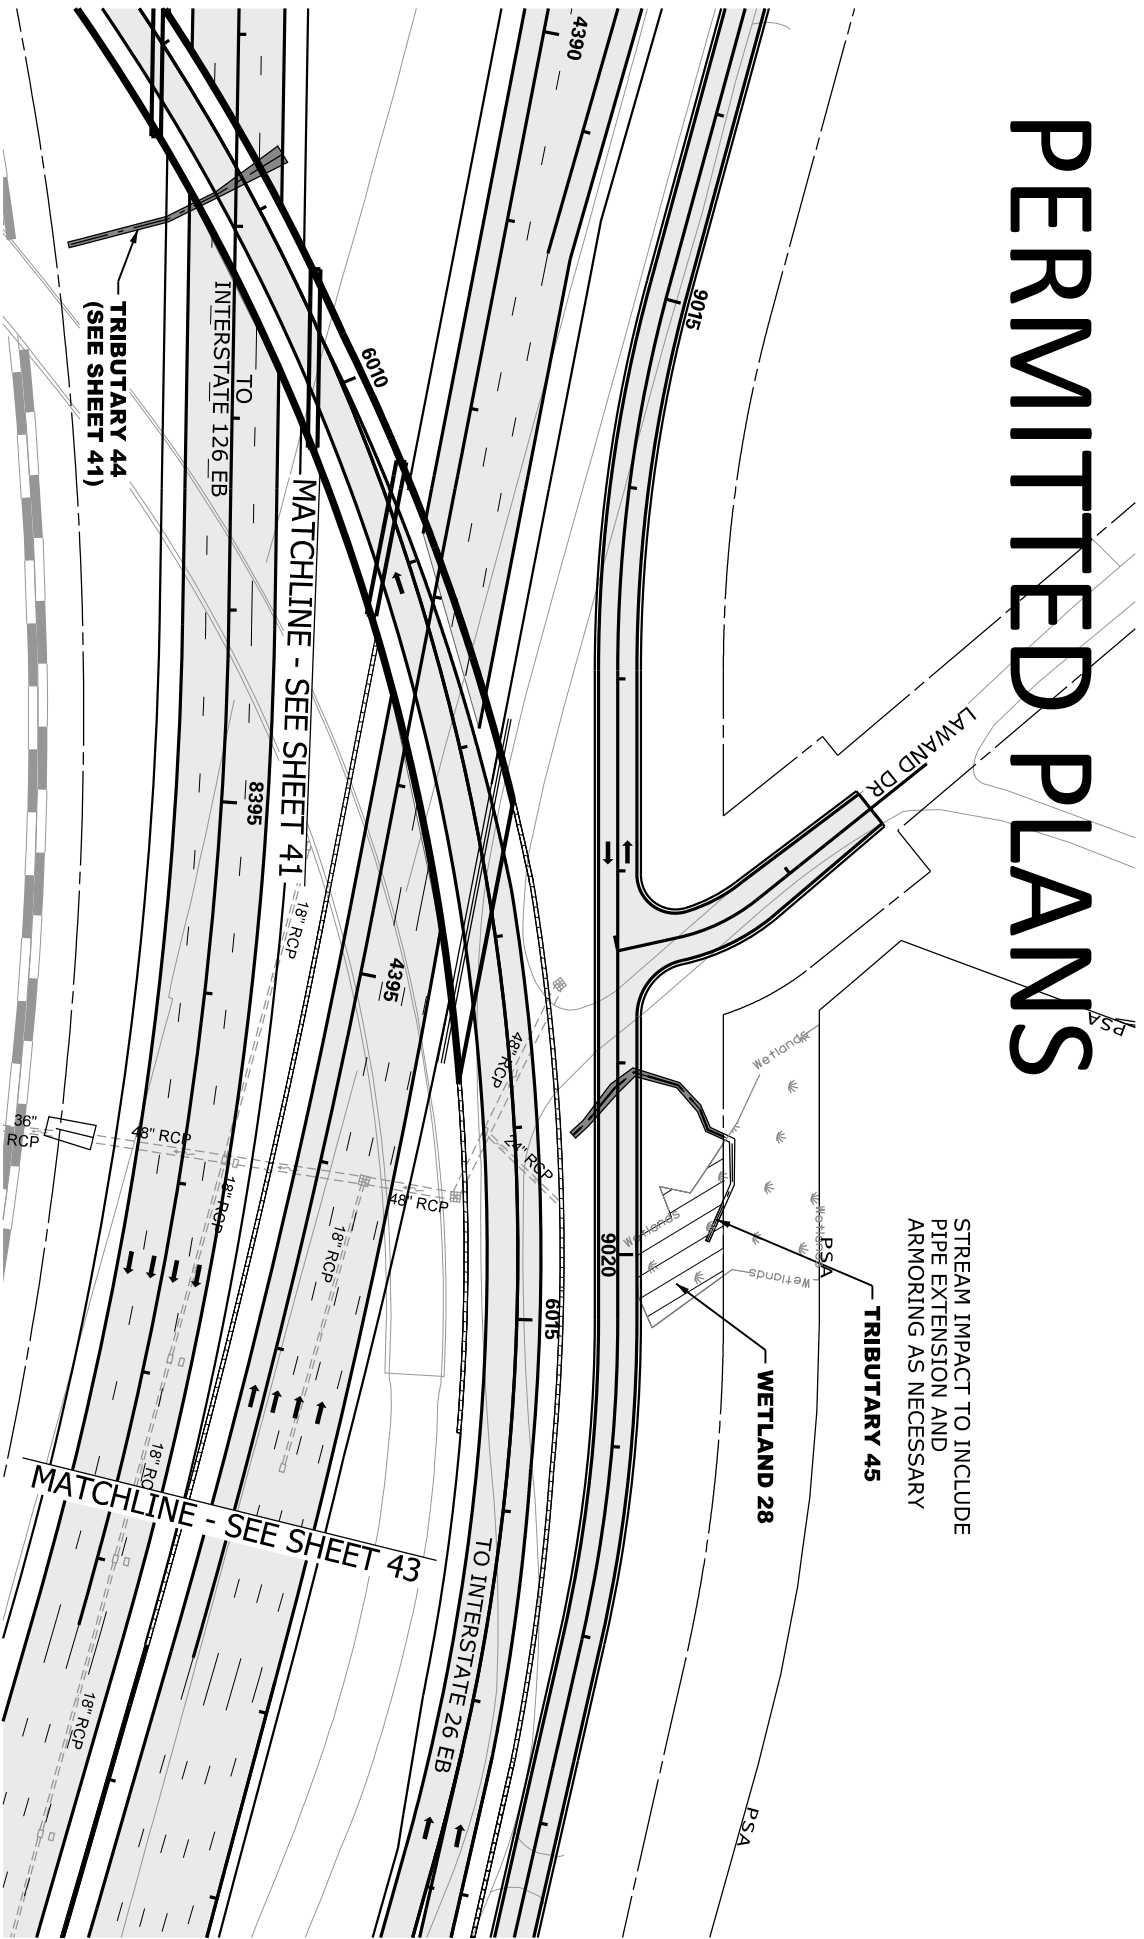 PERMITTED PLANS
STREAM IMPACT TO INCLUDE
PIPE EXTENSION AND
ARMORING AS NECESSARY
PSA
LAWAND DR
Wetlands
Wetlands
Wetlands
Wetlands
PSA
TRIBUTARY 45
WETLAND 28
PSA
9015
9020
4390
6010
6015
48" RCP
24" RCP
TO INTERSTATE 26 EB
4395
48" RCP
18" RCP
MATCHLINE - SEE SHEET 41
18" RCP
8395
TO
INTERSTATE 126 EB
18" RCP
48" RCP
18" RC
MATCHLINE - SEE SHEET 43
18" RCP
TRIBUTARY 44
(SEE SHEET 41)
36"
RCP